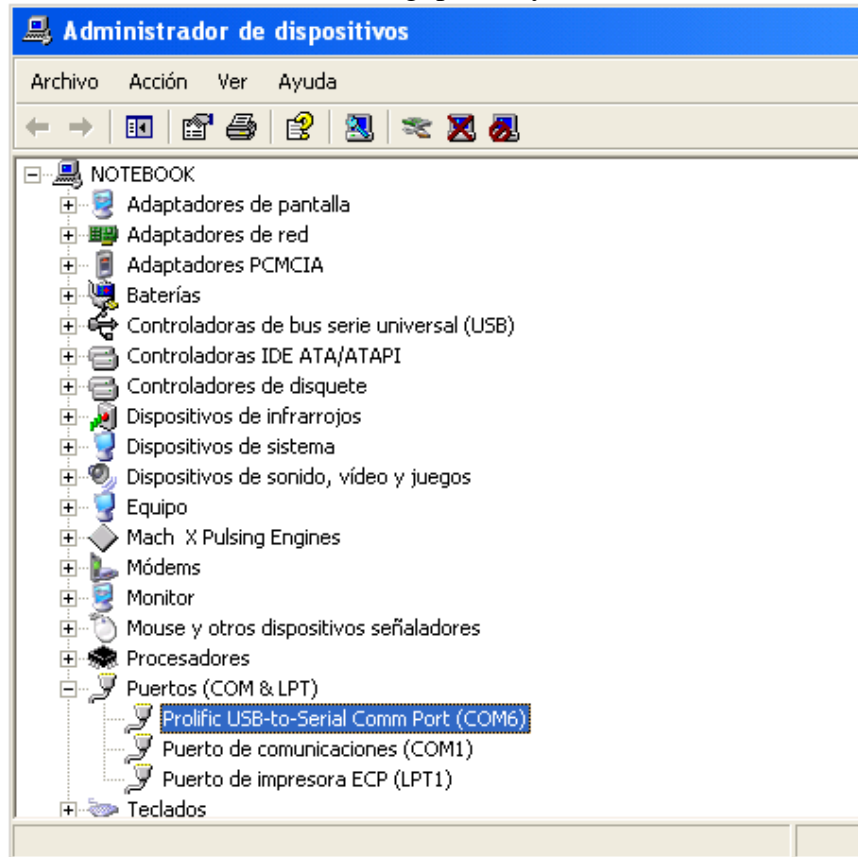 Administrador de dispositivos
Archivo Acción Ver Ayuda
NOTEBOOK
Adaptadores de pantalla
Adaptadores de red
Adaptadores PCMCIA
Baterías
Controladoras de bus serie universal (USB)
Controladoras IDE ATA/ATAPI
Controladores de disquete
Dispositivos de infrarrojos
Dispositivos de sistema
Dispositivos de sonido, vídeo y juegos
Equipo
Mach X Pulsing Engines
Módems
Monitor
Mouse y otros dispositivos señaladores
Procesadores
Puertos (COM & LPT)
Prolific USB-to-Serial Comm Port (COM6)
Puerto de comunicaciones (COM1)
Puerto de impresora ECP (LPT1)
Teclados